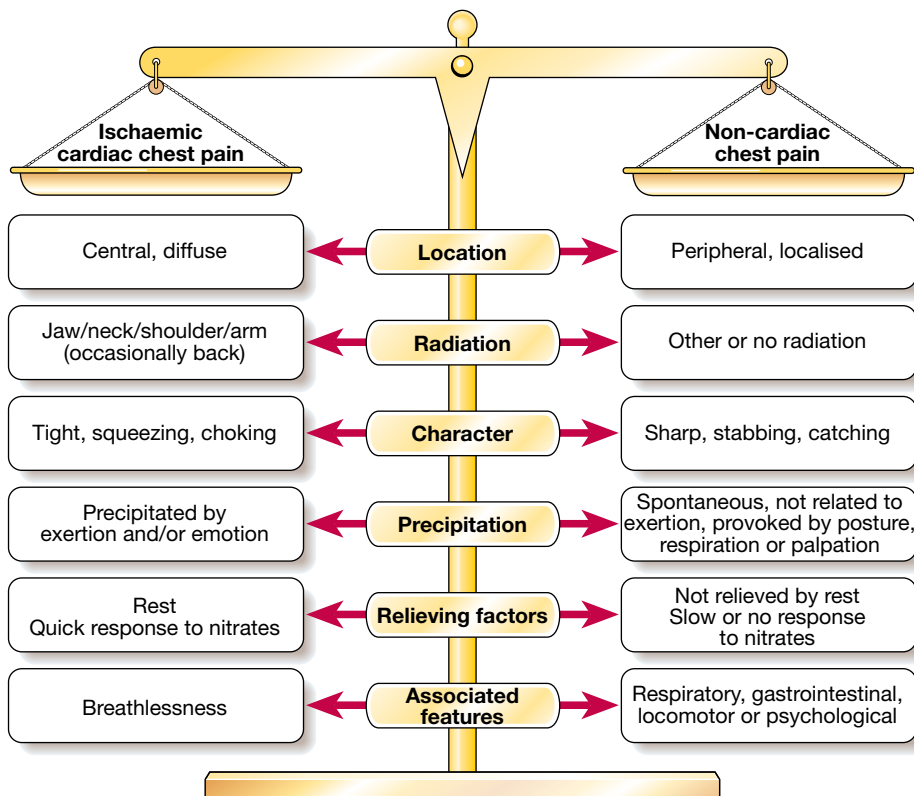 Ischaemic
cardiac chest pain
Non-cardiac
chest pain
Central, diffuse
Location
Peripheral, localised
Jaw/neck/shoulder/arm
(occasionally back)
Radiation
Other or no radiation
Tight, squeezing, choking
Character
Sharp, stabbing, catching
Precipitated by
exertion and/or emotion
Precipitation
Spontaneous, not related to
exertion, provoked by posture,
respiration or palpation
Rest
Quick response to nitrates
Relieving factors
Not relieved by rest
Slow or no response
to nitrates
Breathlessness
Associated
features
Respiratory, gastrointestinal,
locomotor or psychological